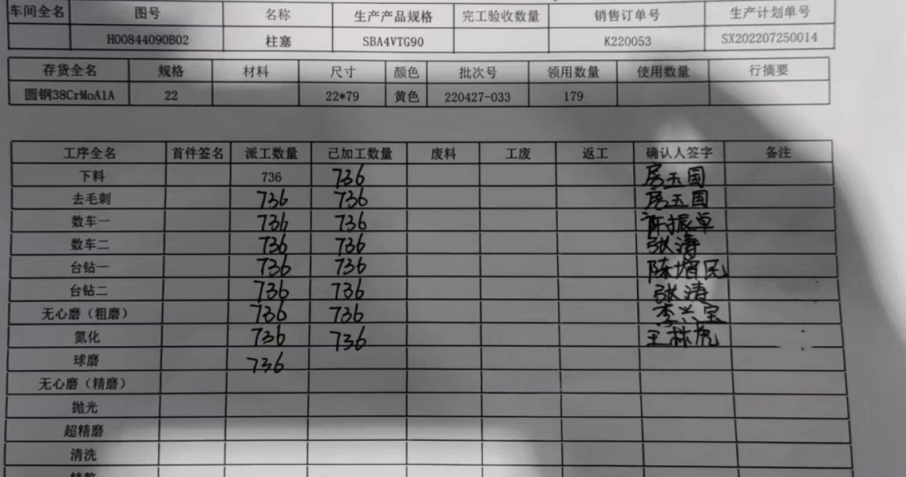 车间全名 图号 名称 生产产品规格 完工验收数量 销售订单号 生产计划单号
HO0844090B02 柱塞 SBA4VTG90 K220053 SX202207250014
存货全名 规格 材料 尺寸 颜色 批次号 领用数量 使用数量 行摘要
圆钢38CrMoA1A 22 22*79 黄色 220427-033 179
工序全名 首件签名 派工数量 已加工数量 废料 工废 返工 确认人签字 备注
下料 736 736 房玉国
去毛刺 736 736 房玉国
数车一 736 736 振卓
数车二 736 736 张涛
台钻一 736 736 陈增民
台钻二 736 736 张涛
无心磨（粗磨） 736 736 李兴宝
氮化 736 736 王林虎
球磨 736
无心磨（精磨）
抛光
超精磨
清洗